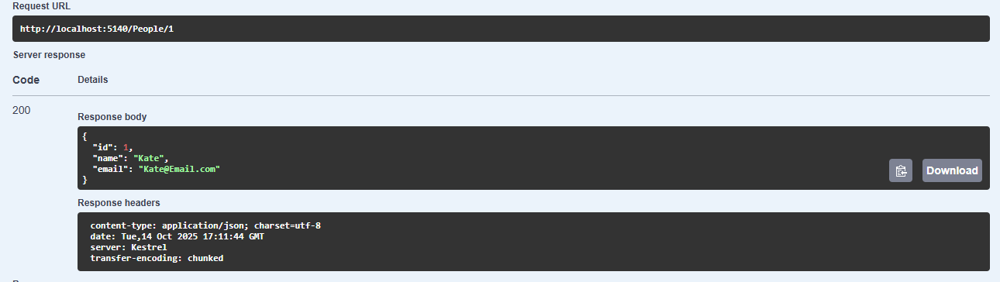 Request URL
http://localhost:5140/People/1
Server response
Code Details
200
Response body
{
  "id": 1,
  "name": "Kate",
  "email": "Kate@Email.com"
}
Download
Response headers
content-type: application/json; charset=utf-8
date: Tue,14 Oct 2025 17:11:44 GMT
server: Kestrel
transfer-encoding: chunked